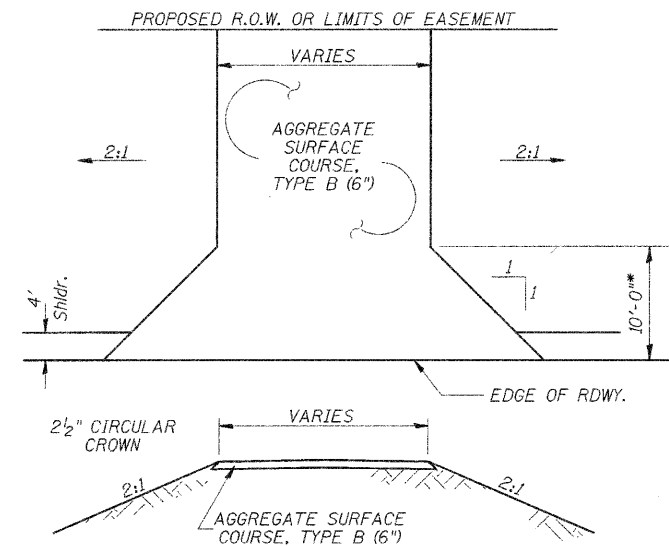 PROPOSED R.O.W. OR LIMITS OF EASEMENT
VARIES
AGGREGATE
SURFACE
COURSE,
TYPE B (6")
2:1
2:1
4'
Shldr.
1
1
10'-0"*
EDGE OF RDWY.
2½" CIRCULAR
CROWN
VARIES
2:1
2:1
AGGREGATE SURFACE
COURSE, TYPE B (6")